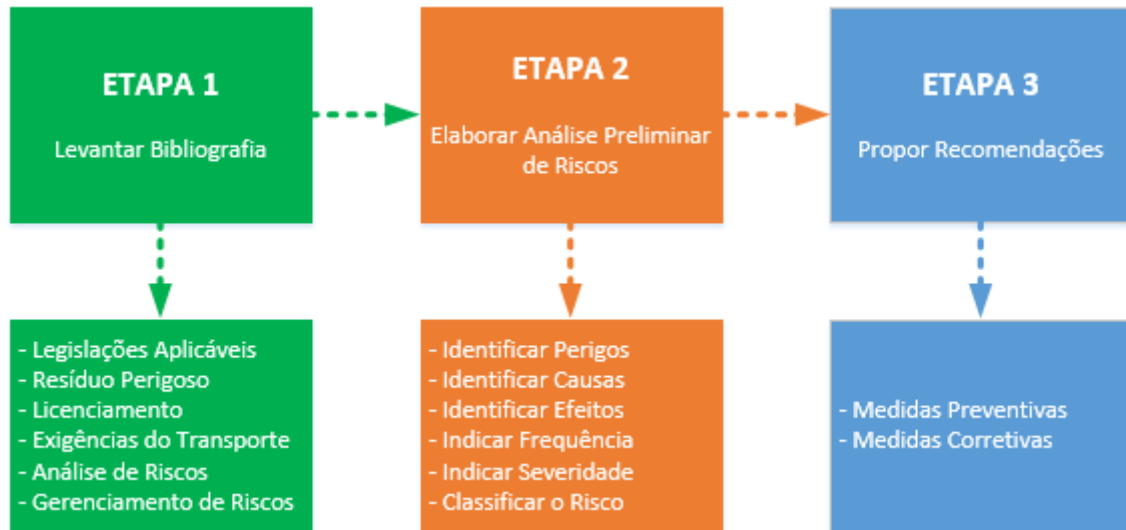 ETAPA 1
Levantar Bibliografia
ETAPA 2
Elaborar Análise Preliminar
de Riscos
ETAPA 3
Propor Recomendações
- Legislações Aplicáveis
- Resíduo Perigoso
- Licenciamento
- Exigências do Transporte
- Análise de Riscos
- Gerenciamento de Riscos
- Identificar Perigos
- Identificar Causas
- Identificar Efeitos
- Indicar Frequência
- Indicar Severidade
- Classificar o Risco
- Medidas Preventivas
- Medidas Corretivas